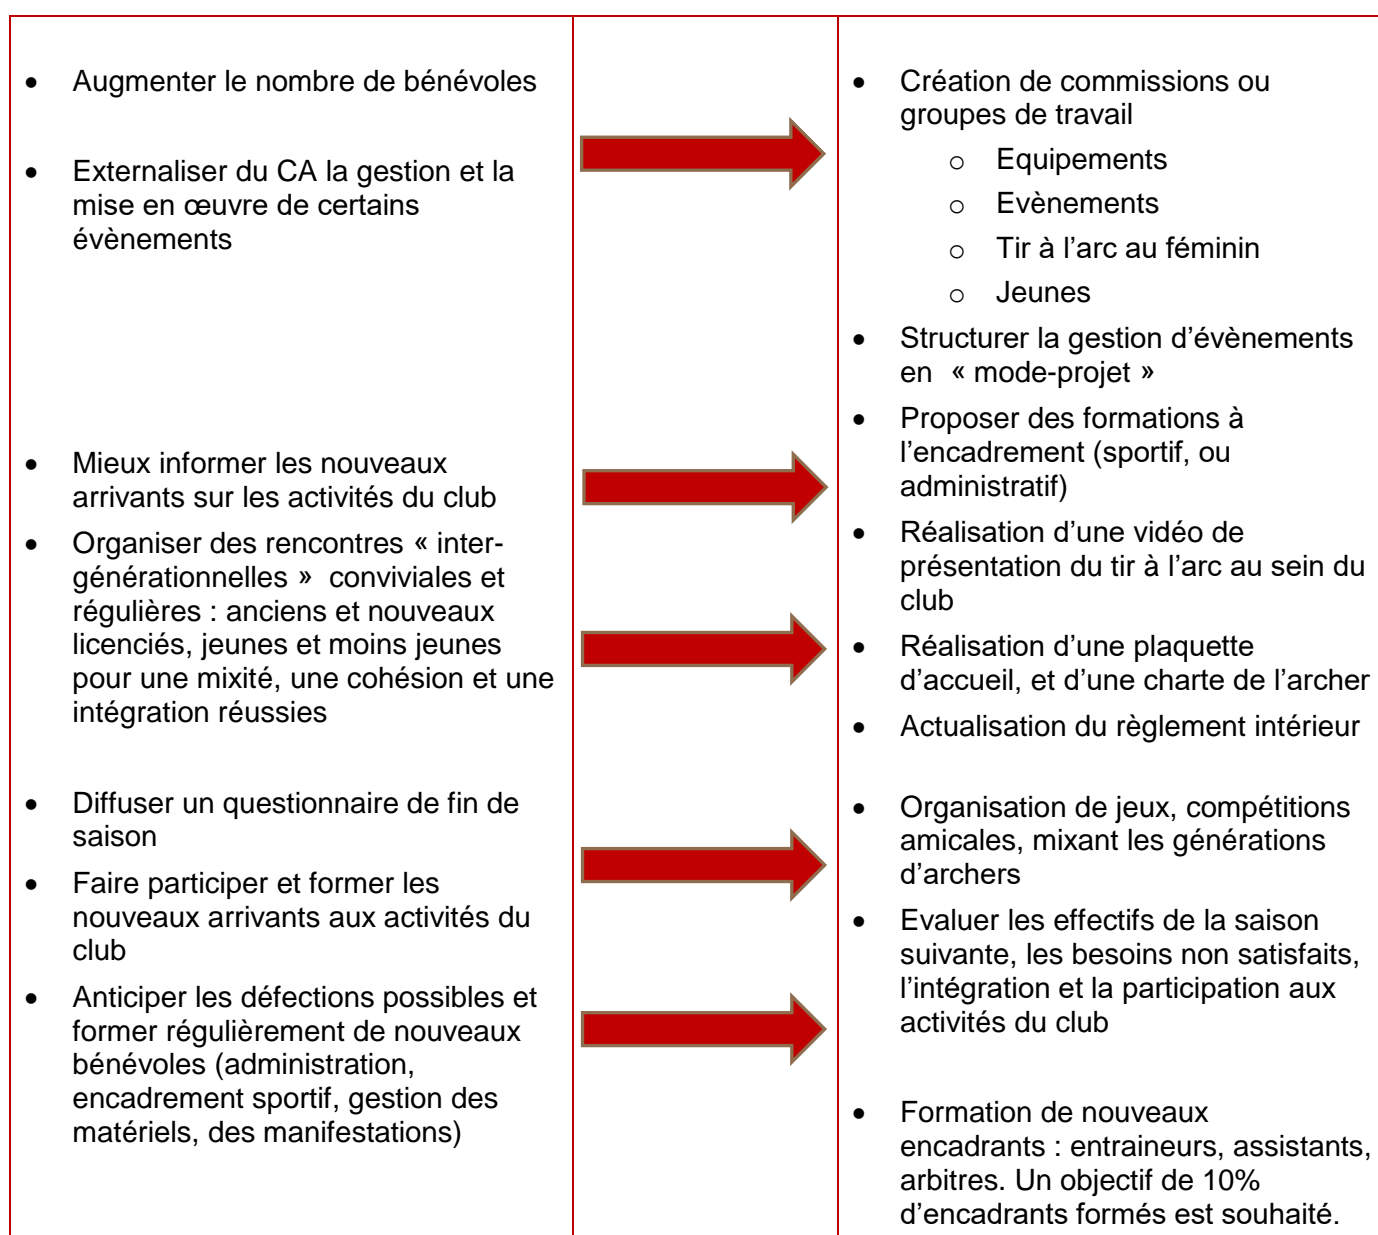 • Augmenter le nombre de bénévoles
• Externaliser du CA la gestion et la
mise en œuvre de certains
évènements
• Mieux informer les nouveaux
arrivants sur les activités du club
• Organiser des rencontres « inter-
générationnelles »  conviviales et
régulières : anciens et nouveaux
licenciés, jeunes et moins jeunes
pour une mixité, une cohésion et une
intégration réussies
• Diffuser un questionnaire de fin de
saison
• Faire participer et former les
nouveaux arrivants aux activités du
club
• Anticiper les défections possibles et
former régulièrement de nouveaux
bénévoles (administration,
encadrement sportif, gestion des
matériels, des manifestations)
• Création de commissions ou
groupes de travail
o Equipements
o Evènements
o Tir à l’arc au féminin
o Jeunes
• Structurer la gestion d’évènements
en  « mode-projet »
• Proposer des formations à
l’encadrement (sportif, ou
administratif)
• Réalisation d’une vidéo de
présentation du tir à l’arc au sein du
club
• Réalisation d’une plaquette
d’accueil, et d’une charte de l’archer
• Actualisation du règlement intérieur
• Organisation de jeux, compétitions
amicales, mixant les générations
d’archers
• Evaluer les effectifs de la saison
suivante, les besoins non satisfaits,
l’intégration et la participation aux
activités du club
• Formation de nouveaux
encadrants : entraineurs, assistants,
arbitres. Un objectif de 10%
d’encadrants formés est souhaité.